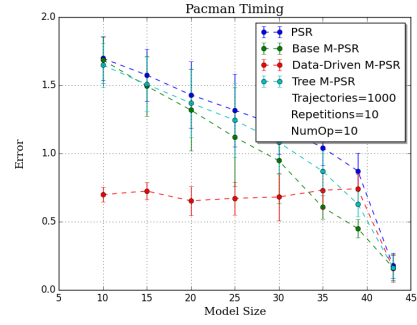 Pacman Timing
2.0
1.5
1.0
0.5
0.0
Error
PSR
Base M-PSR
Data-Driven M-PSR
Tree M-PSR
Trajectories=1000
Repetitions=10
NumOp=10
5 10 15 20 25 30 35 40 45
Model Size